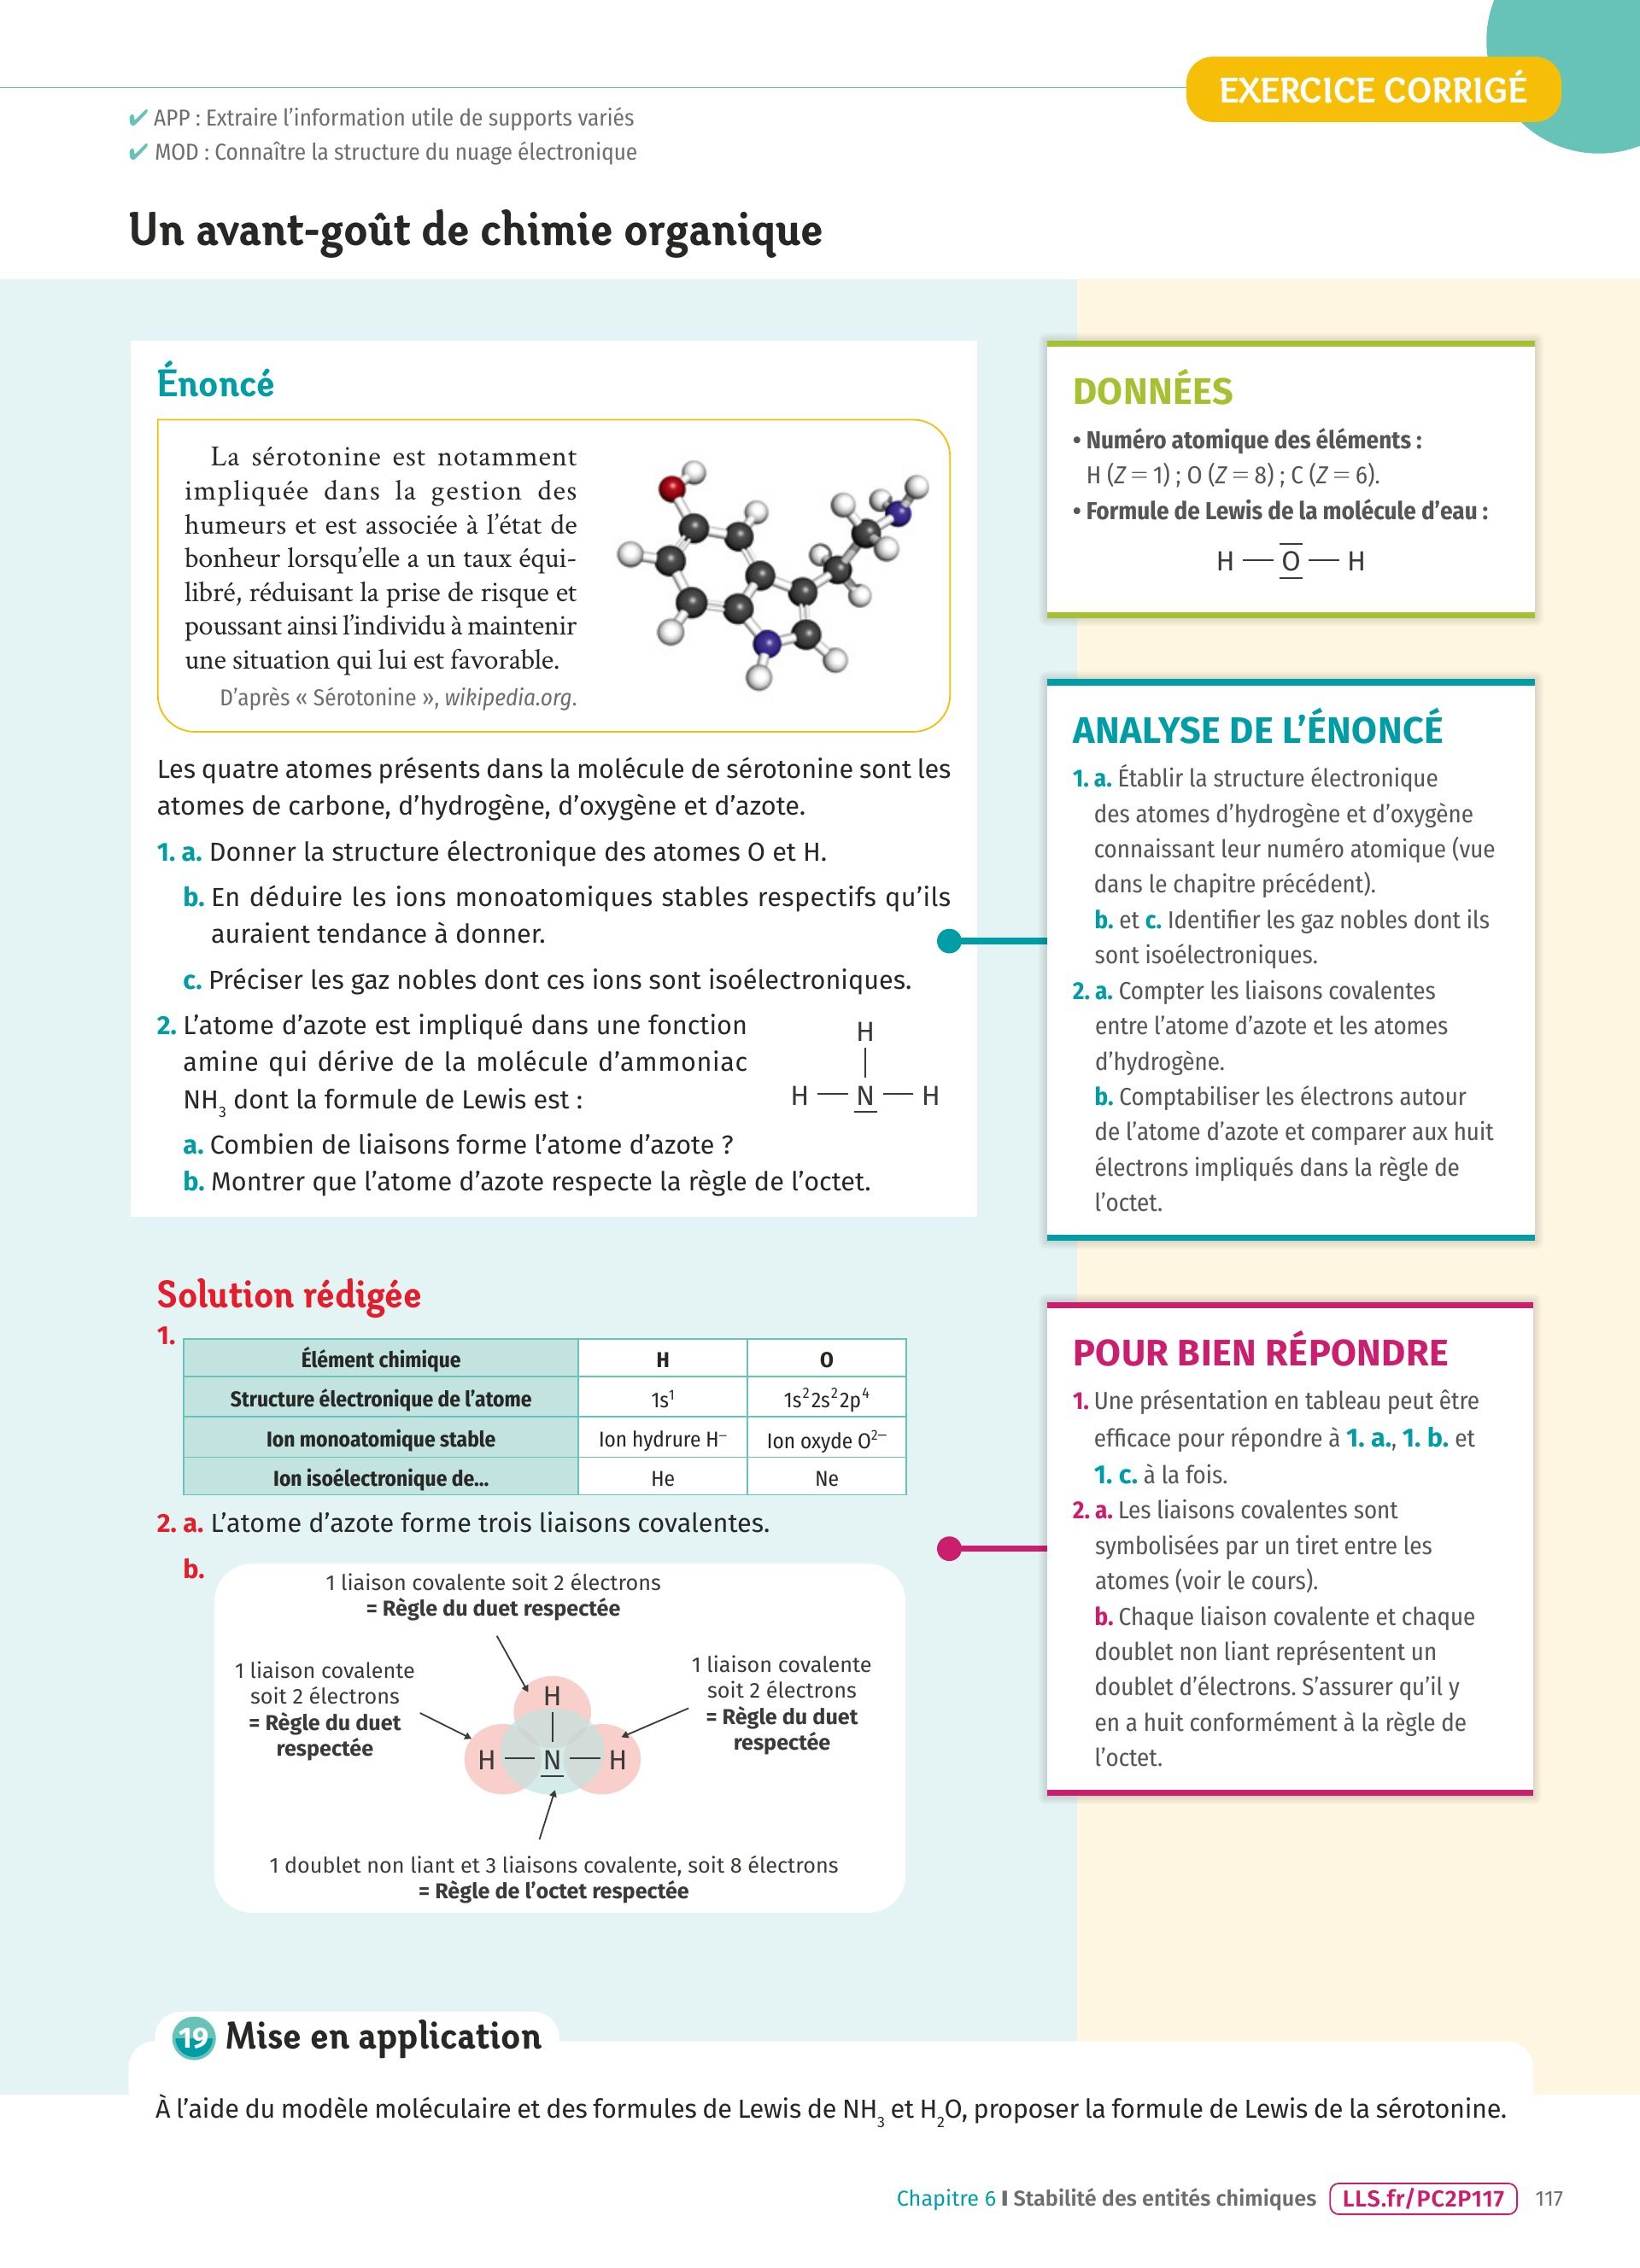 EXERCICE CORRIGÉ
✔ APP : Extraire l’information utile de supports variés
✔ MOD : Connaître la structure du nuage électronique
Un avant-goût de chimie organique
Énoncé
La sérotonine est notamment
impliquée dans la gestion des
humeurs et est associée à l’état de
bonheur lorsqu’elle a un taux équi-
libré, réduisant la prise de risque et
poussant ainsi l’individu à maintenir
une situation qui lui est favorable.
D’après « Sérotonine », wikipedia.org.
Les quatre atomes présents dans la molécule de sérotonine sont les
atomes de carbone, d’hydrogène, d’oxygène et d’azote.
1. a. Donner la structure électronique des atomes O et H.
b. En déduire les ions monoatomiques stables respectifs qu’ils
auraient tendance à donner.
c. Préciser les gaz nobles dont ces ions sont isoélectroniques.
2. L’atome d’azote est impliqué dans une fonction
amine qui dérive de la molécule d’ammoniac
NH₃ dont la formule de Lewis est :
H
H — N — H
a. Combien de liaisons forme l’atome d’azote ?
b. Montrer que l’atome d’azote respecte la règle de l’octet.
DONNÉES
• Numéro atomique des éléments :
H (Z = 1) ; O (Z = 8) ; C (Z = 6).
• Formule de Lewis de la molécule d’eau :
H — O — H
ANALYSE DE L’ÉNONCÉ
1. a. Établir la structure électronique
des atomes d’hydrogène et d’oxygène
connaissant leur numéro atomique (vue
dans le chapitre précédent).
b. et c. Identifier les gaz nobles dont ils
sont isoélectroniques.
2. a. Compter les liaisons covalentes
entre l’atome d’azote et les atomes
d’hydrogène.
b. Comptabiliser les électrons autour
de l’atome d’azote et comparer aux huit
électrons impliqués dans la règle de
l’octet.
Solution rédigée
1.
Élément chimique H O
Structure électronique de l’atome 1s¹ 1s²2s²2p⁴
Ion monoatomique stable Ion hydrure H⁻ Ion oxyde O²⁻
Ion isoélectronique de... He Ne
2. a. L’atome d’azote forme trois liaisons covalentes.
b.
1 liaison covalente soit 2 électrons
= Règle du duet respectée
1 liaison covalente
soit 2 électrons
= Règle du duet
respectée
1 liaison covalente
soit 2 électrons
= Règle du duet
respectée
H
H — N — H
1 doublet non liant et 3 liaisons covalente, soit 8 électrons
= Règle de l’octet respectée
POUR BIEN RÉPONDRE
1. Une présentation en tableau peut être
efficace pour répondre à 1. a., 1. b. et
1. c. à la fois.
2. a. Les liaisons covalentes sont
symbolisées par un tiret entre les
atomes (voir le cours).
b. Chaque liaison covalente et chaque
doublet non liant représentent un
doublet d’électrons. S’assurer qu’il y
en a huit conformément à la règle de
l’octet.
19 Mise en application
À l’aide du modèle moléculaire et des formules de Lewis de NH₃ et H₂O, proposer la formule de Lewis de la sérotonine.
Chapitre 6 I Stabilité des entités chimiques LLS.fr/PC2P117 117